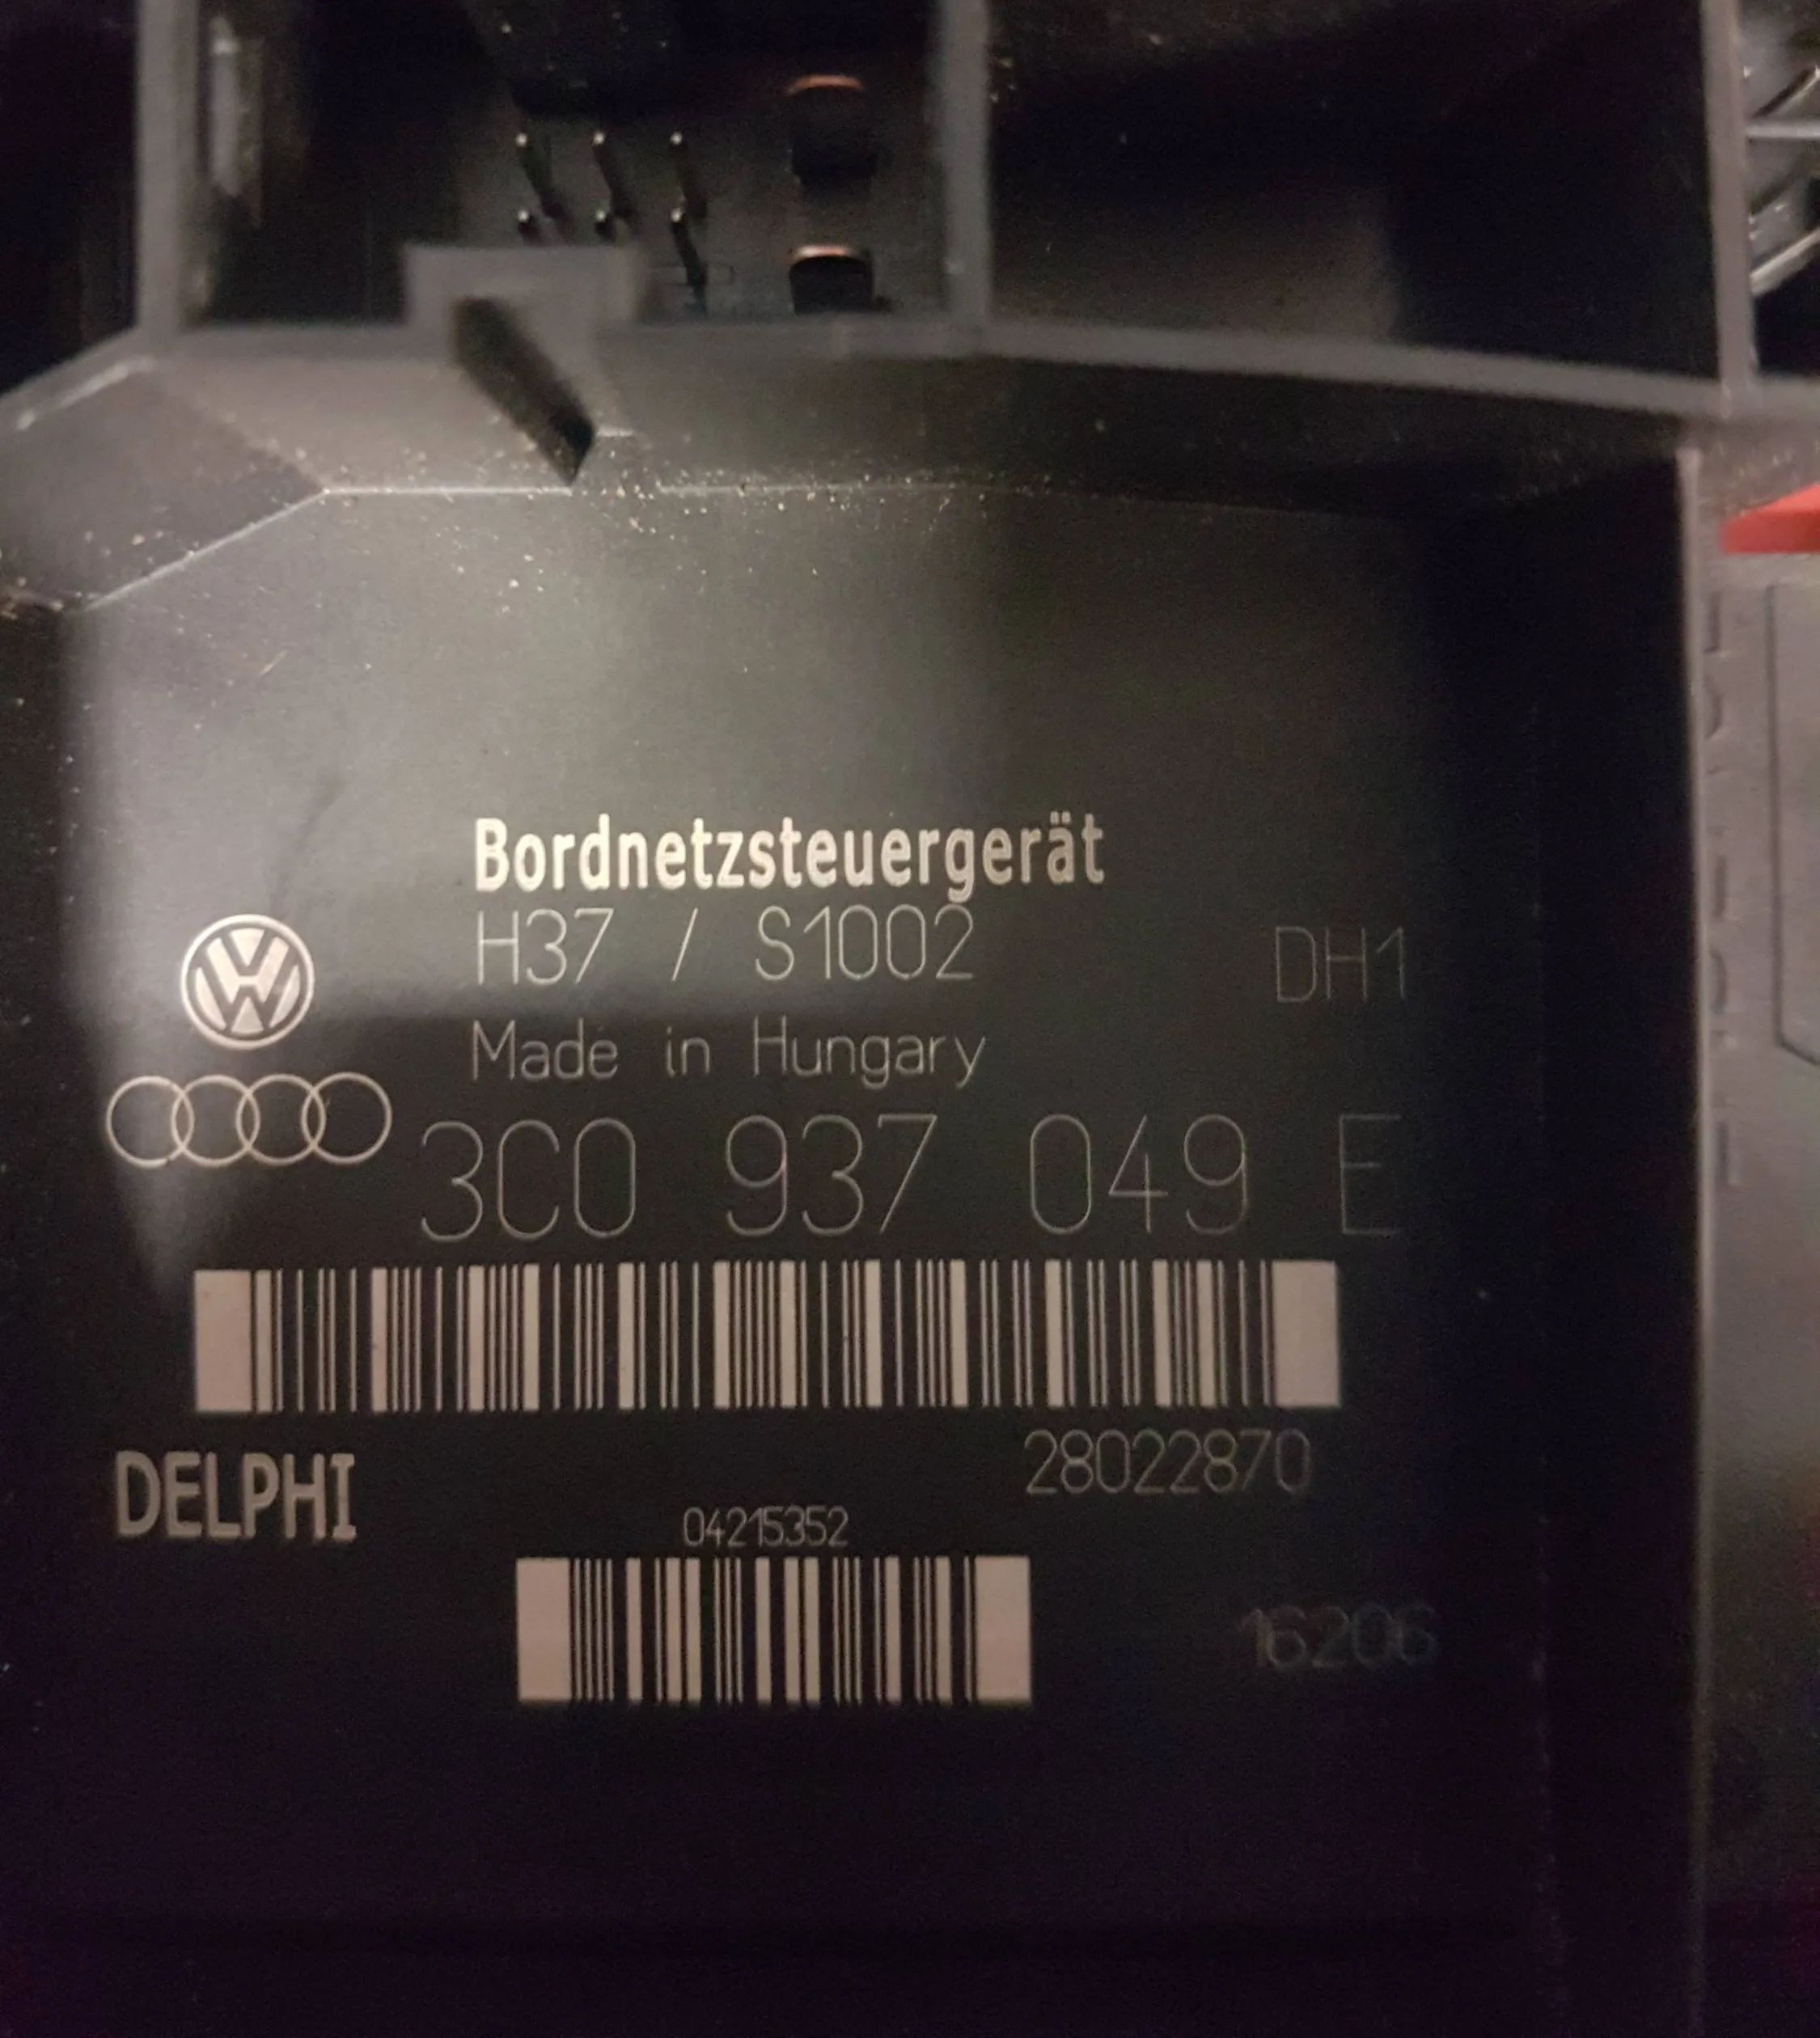 Bordnetzsteuergerät
H37 / S1002 DH1
Made in Hungary
3C0 937 049 E
28022870
DELPHI
04215352
16206